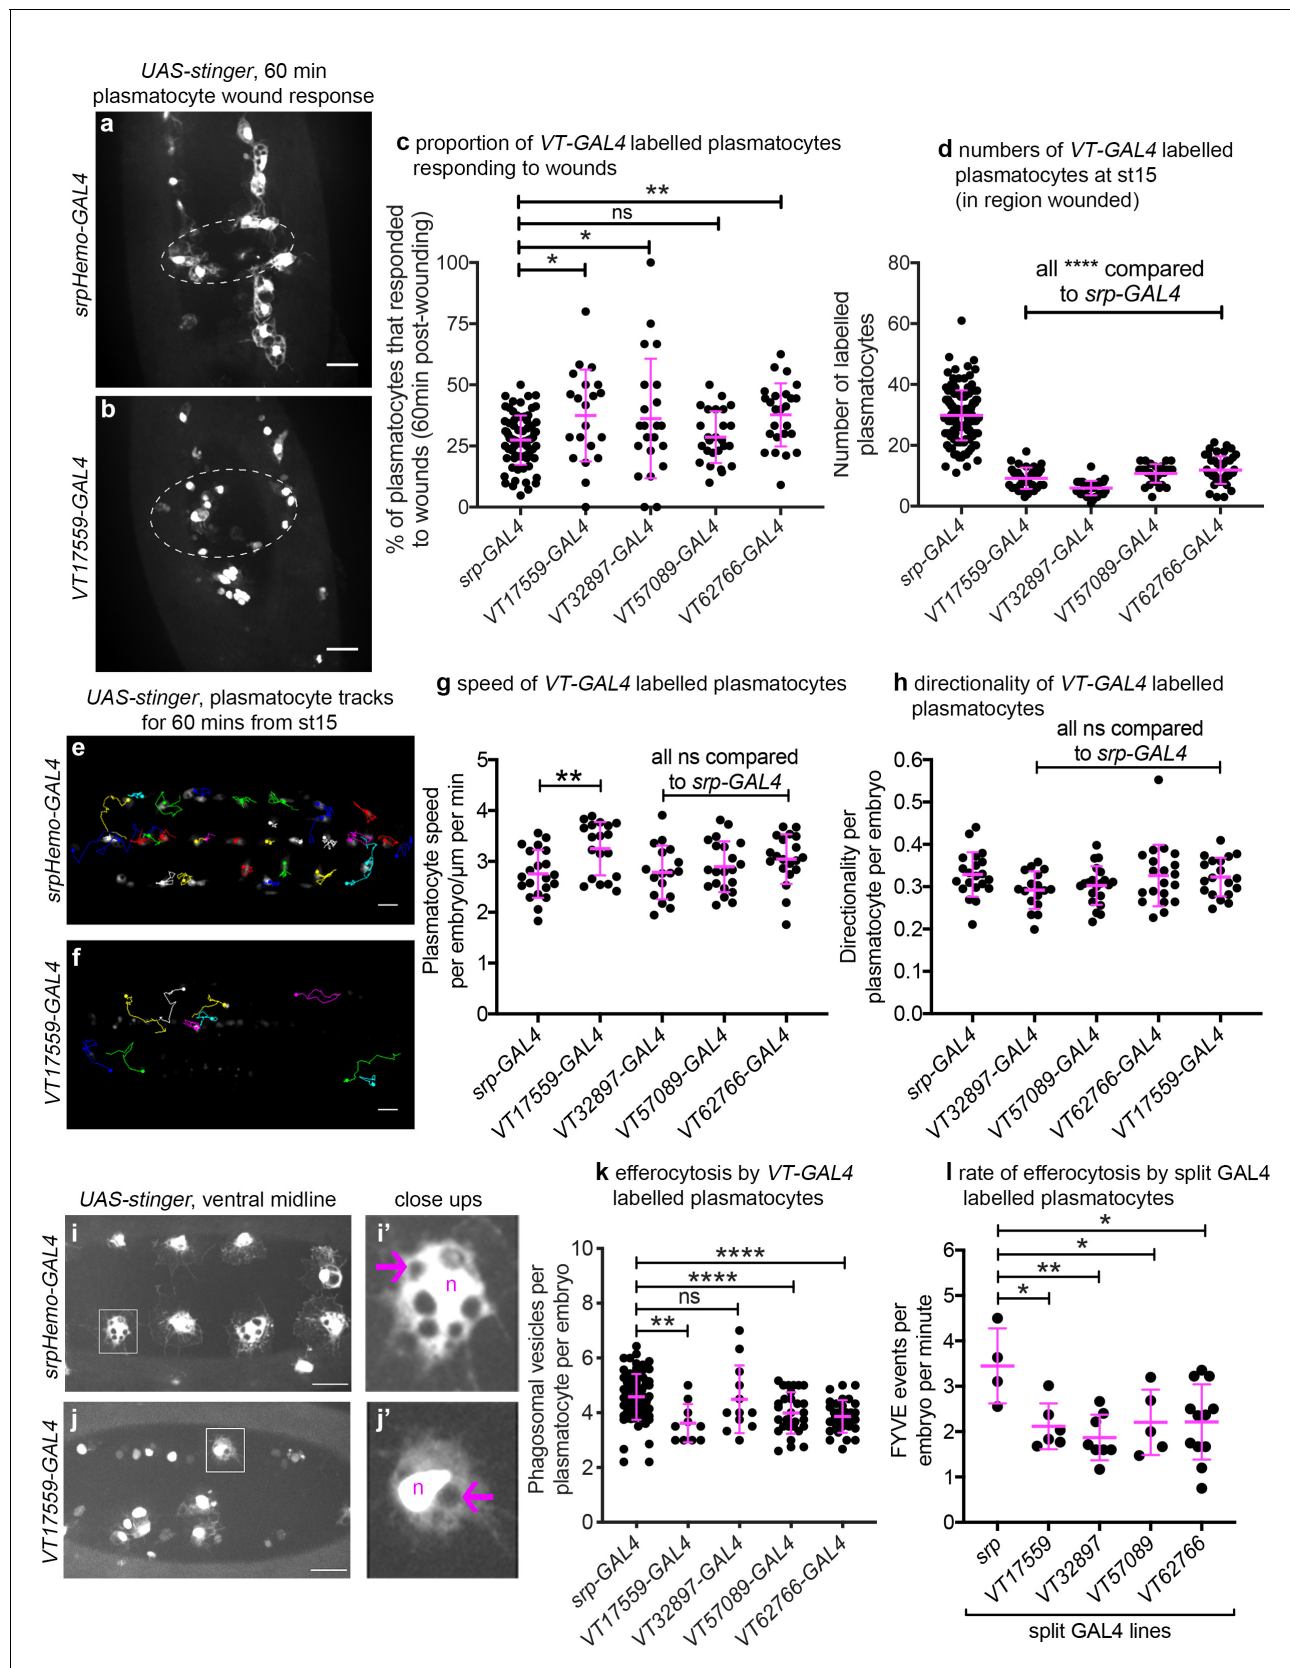 UAS-stinger, 60 min
plasmatocyte wound response
a
srpHemo-GAL4
b
VT17559-GAL4
c proportion of VT-GAL4 labelled plasmatocytes
responding to wounds
**
ns
*
*
% of plasmatocytes that responded
to wounds (60min post-wounding)
100
75
50
25
0
srp-GAL4
VT17559-GAL4
VT32897-GAL4
VT57089-GAL4
VT62766-GAL4
d numbers of VT-GAL4 labelled
plasmatocytes at st15
(in region wounded)
all **** compared
to srp-GAL4
Number of labelled
plasmatocytes
80
60
40
20
0
srp-GAL4
VT17559-GAL4
VT32897-GAL4
VT57089-GAL4
VT62766-GAL4
UAS-stinger, plasmatocyte tracks
for 60 mins from st15
e
srpHemo-GAL4
f
VT17559-GAL4
g speed of VT-GAL4 labelled plasmatocytes
**
all ns compared
to srp-GAL4
Plasmatocyte speed
per embryo/µm per min
5
4
3
2
1
0
srp-GAL4
VT17559-GAL4
VT32897-GAL4
VT57089-GAL4
VT62766-GAL4
h directionality of VT-GAL4 labelled
plasmatocytes
all ns compared
to srp-GAL4
Directionality per
plasmatocyte per embryo
0.6
0.5
0.4
0.3
0.2
0.1
0.0
srp-GAL4
VT32897-GAL4
VT57089-GAL4
VT62766-GAL4
VT17559-GAL4
UAS-stinger, ventral midline
close ups
i
srpHemo-GAL4
i’
n
j
VT17559-GAL4
j’
n
k efferocytosis by VT-GAL4
labelled plasmatocytes
****
****
ns
**
Phagosomal vesicles per
plasmatocyte per embryo
10
8
6
4
2
0
srp-GAL4
VT17559-GAL4
VT32897-GAL4
VT57089-GAL4
VT62766-GAL4
l rate of efferocytosis by split GAL4
labelled plasmatocytes
*
*
**
*
FYVE events per
embryo per minute
6
5
4
3
2
1
0
srp
VT17559
VT32897
VT57089
VT62766
split GAL4 lines